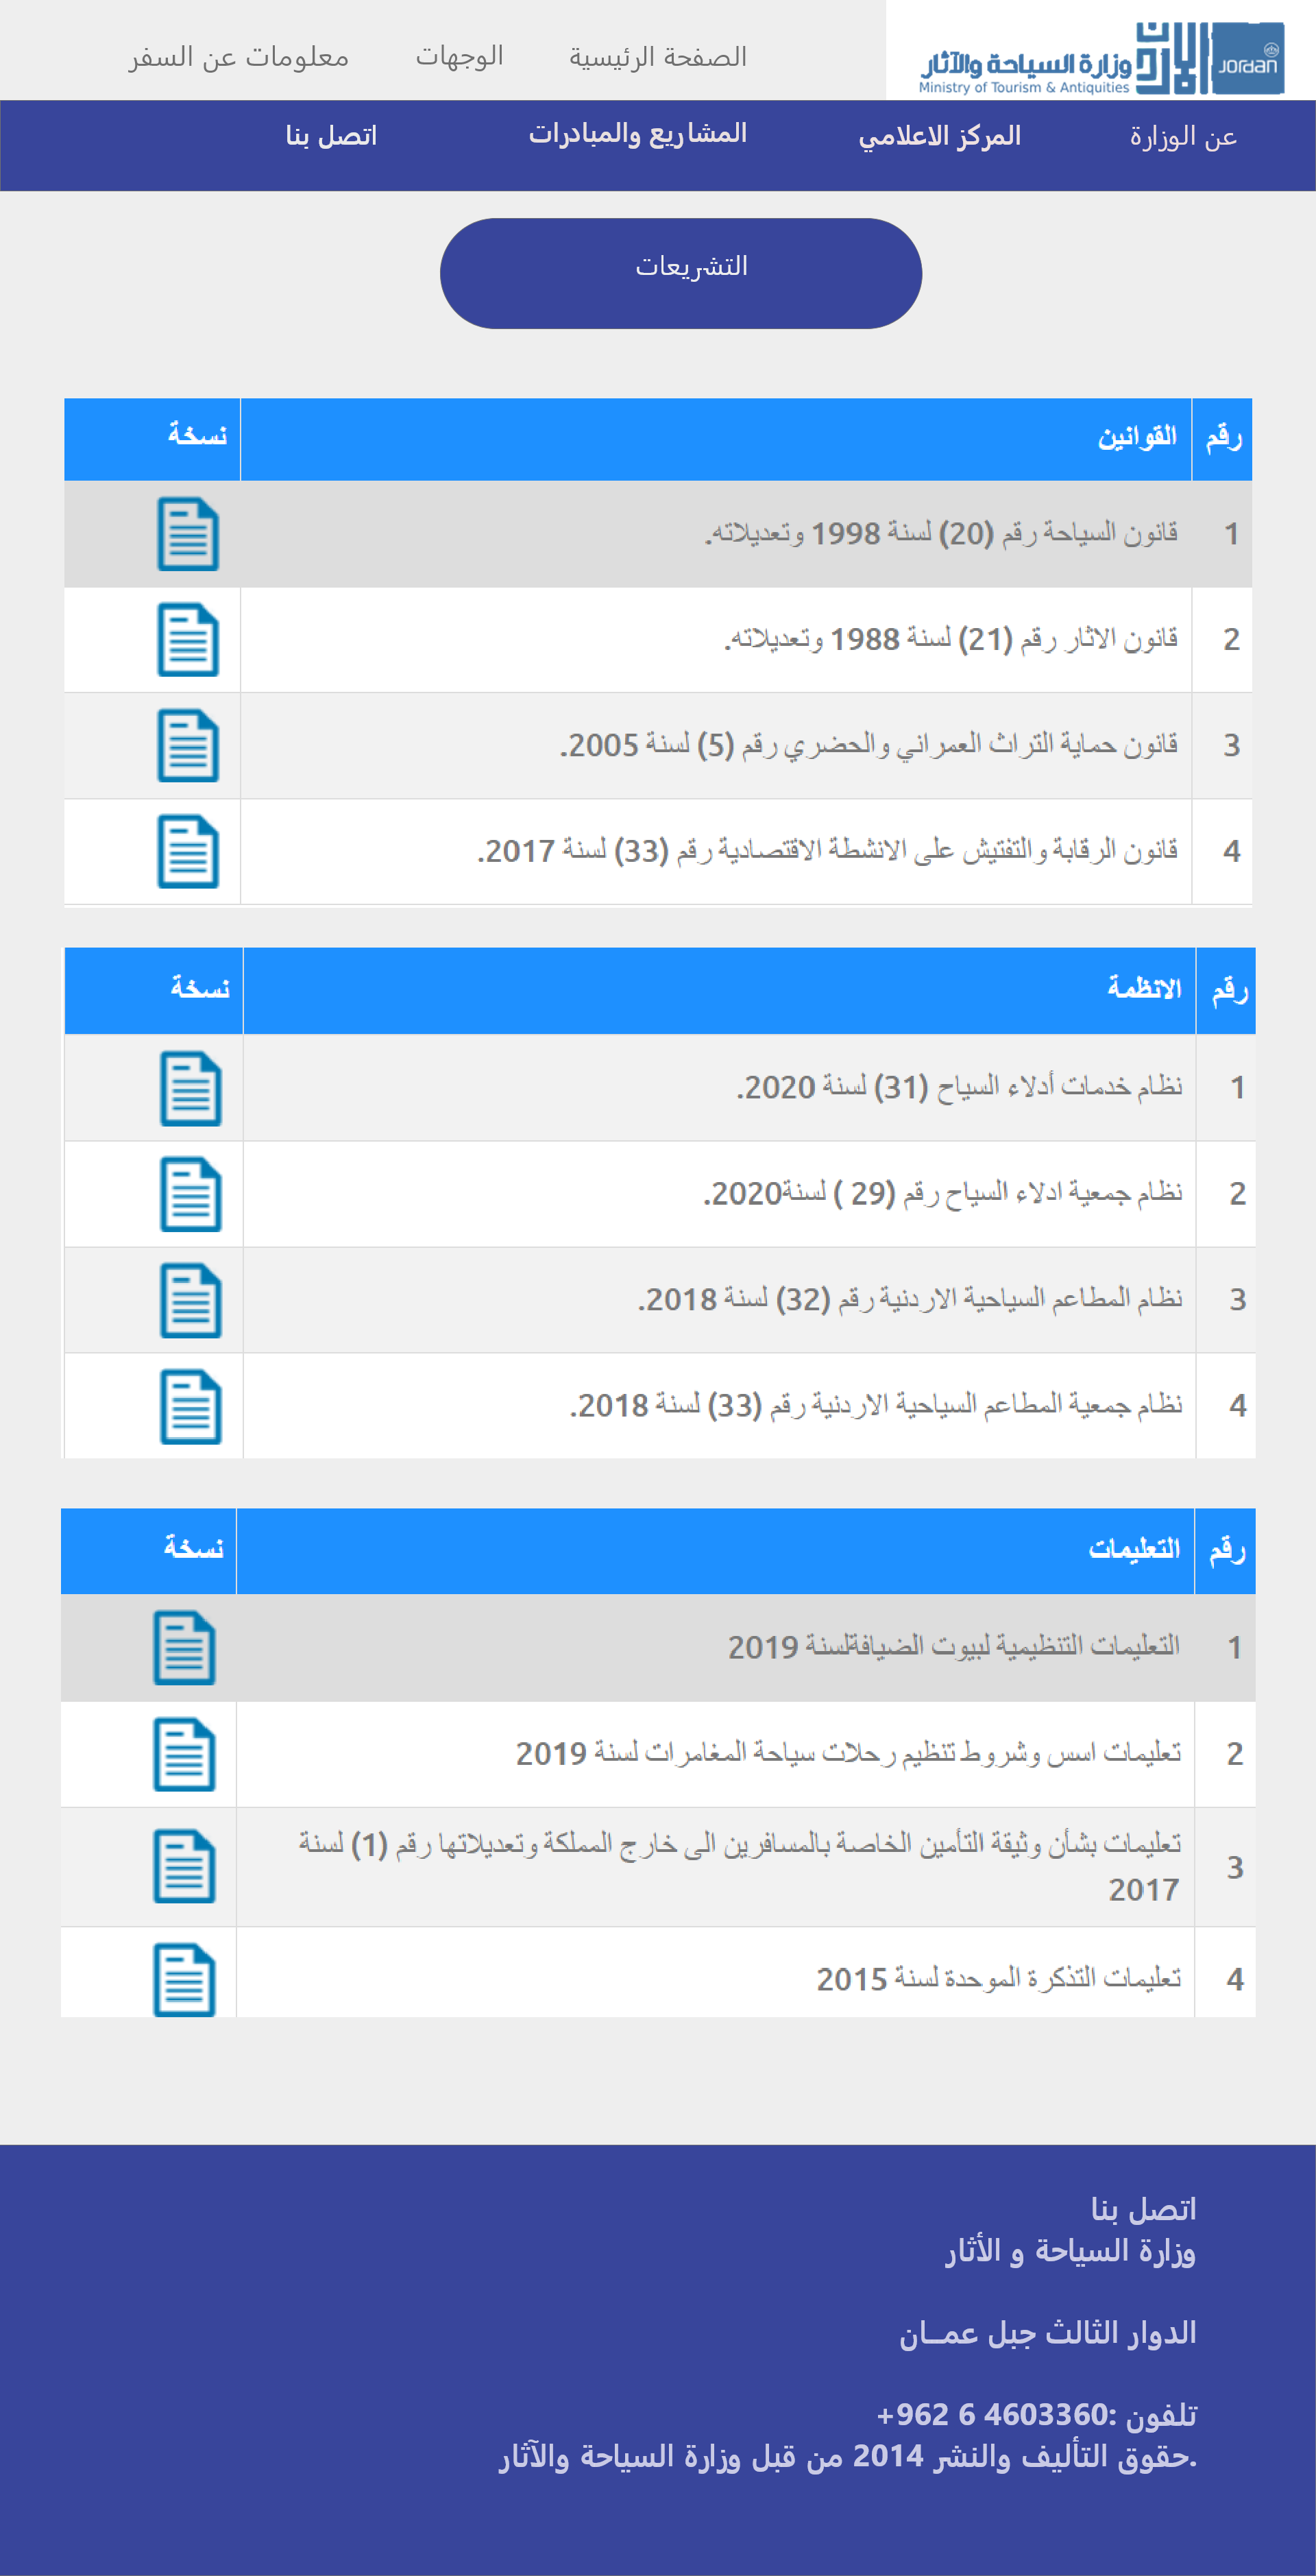 الأردن
JORDAN
وزارة السياحة والآثار
Ministry of Tourism & Antiquities
الصفحة الرئيسية
الوجهات
معلومات عن السفر
عن الوزارة
المركز الاعلامي
المشاريع والمبادرات
اتصل بنا
التشريعات
رقم القوانين نسخة
1 قانون السياحة رقم (20) لسنة 1998 وتعديلاته.
2 قانون الاثار رقم (21) لسنة 1988 وتعديلاته.
3 قانون حماية التراث العمراني والحضري رقم (5) لسنة 2005.
4 قانون الرقابة والتفتيش على الانشطة الاقتصادية رقم (33) لسنة 2017.
رقم الانظمة نسخة
1 نظام خدمات أدلاء السياح (31) لسنة 2020.
2 نظام جمعية ادلاء السياح رقم (29 ) لسنة2020.
3 نظام المطاعم السياحية الاردنية رقم (32) لسنة 2018.
4 نظام جمعية المطاعم السياحية الاردنية رقم (33) لسنة 2018.
رقم التعليمات نسخة
1 التعليمات التنظيمية لبيوت الضيافةلسنة 2019
2 تعليمات اسس وشروط تنظيم رحلات سياحة المغامرات لسنة 2019
3 تعليمات بشأن وثيقة التأمين الخاصة بالمسافرين الى خارج المملكة وتعديلاتها رقم (1) لسنة
2017
4 تعليمات التذكرة الموحدة لسنة 2015
اتصل بنا
وزارة السياحة و الأثار
الدوار الثالث جبل عمــان
تلفون :4603360 6 962+
.حقوق التأليف والنشر 2014 من قبل وزارة السياحة والآثار